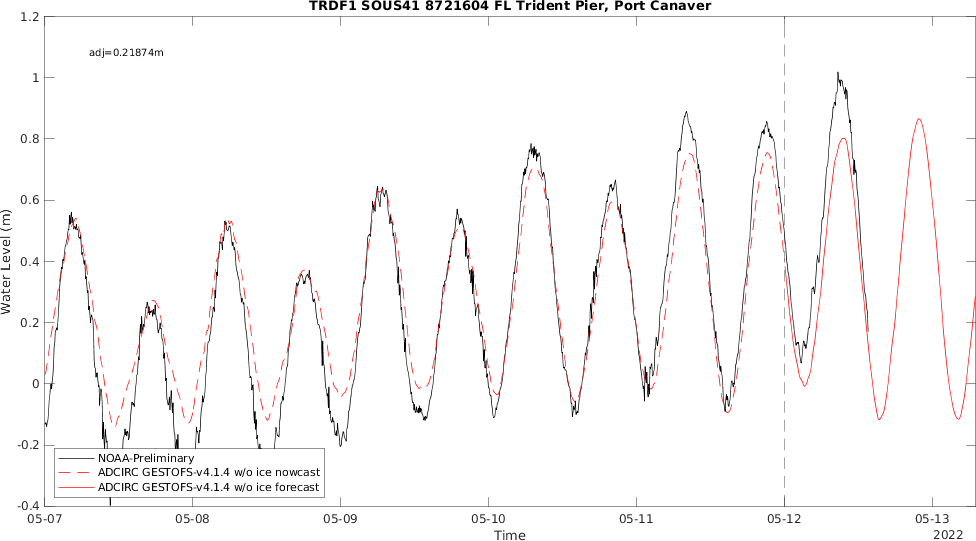 TRDF1 SOUS41 8721604 FL Trident Pier, Port Canaver
1.2
adj=0.21874m
1
0.8
0.6
0.4
0.2
0
-0.2
-0.4
Water Level (m)
NOAA-Preliminary
ADCIRC GESTOFS-v4.1.4 w/o ice nowcast
ADCIRC GESTOFS-v4.1.4 w/o ice forecast
05-07 05-08 05-09 05-10 05-11 05-12 05-13
Time
2022